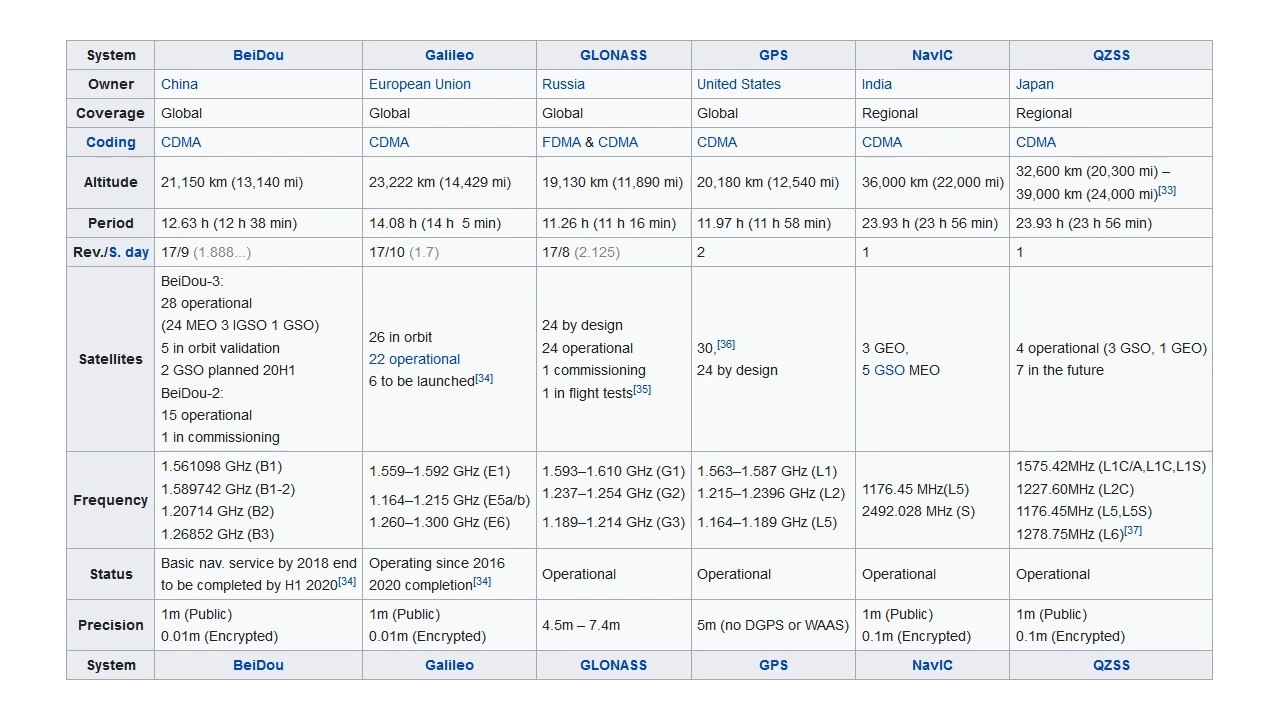 System BeiDou Galileo GLONASS GPS NavIC QZSS
Owner China European Union Russia United States India Japan
Coverage Global Global Global Global Regional Regional
Coding CDMA CDMA FDMA & CDMA CDMA CDMA CDMA
Altitude 21,150 km (13,140 mi) 23,222 km (14,429 mi) 19,130 km (11,890 mi) 20,180 km (12,540 mi) 36,000 km (22,000 mi) 32,600 km (20,300 mi) –
39,000 km (24,000 mi)[33]
Period 12.63 h (12 h 38 min) 14.08 h (14 h 5 min) 11.26 h (11 h 16 min) 11.97 h (11 h 58 min) 23.93 h (23 h 56 min) 23.93 h (23 h 56 min)
Rev./S. day 17/9 (1.888...) 17/10 (1.7) 17/8 (2.125) 2 1 1
Satellites
BeiDou-3:
28 operational
(24 MEO 3 IGSO 1 GSO)
5 in orbit validation
2 GSO planned 20H1
BeiDou-2:
15 operational
1 in commissioning
26 in orbit
22 operational
6 to be launched[34]
24 by design
24 operational
1 commissioning
1 in flight tests[35]
30,[36]
24 by design
3 GEO,
5 GSO MEO
4 operational (3 GSO, 1 GEO)
7 in the future
Frequency
1.561098 GHz (B1)
1.589742 GHz (B1-2)
1.20714 GHz (B2)
1.26852 GHz (B3)
1.559–1.592 GHz (E1)
1.164–1.215 GHz (E5a/b)
1.260–1.300 GHz (E6)
1.593–1.610 GHz (G1)
1.237–1.254 GHz (G2)
1.189–1.214 GHz (G3)
1.563–1.587 GHz (L1)
1.215–1.2396 GHz (L2)
1.164–1.189 GHz (L5)
1176.45 MHz(L5)
2492.028 MHz (S)
1575.42MHz (L1C/A,L1C,L1S)
1227.60MHz (L2C)
1176.45MHz (L5,L5S)
1278.75MHz (L6)[37]
Status
Basic nav. service by 2018 end
to be completed by H1 2020[34]
Operating since 2016
2020 completion[34]
Operational
Operational
Operational
Operational
Precision
1m (Public)
0.01m (Encrypted)
1m (Public)
0.01m (Encrypted)
4.5m – 7.4m
5m (no DGPS or WAAS)
1m (Public)
0.1m (Encrypted)
1m (Public)
0.1m (Encrypted)
System BeiDou Galileo GLONASS GPS NavIC QZSS